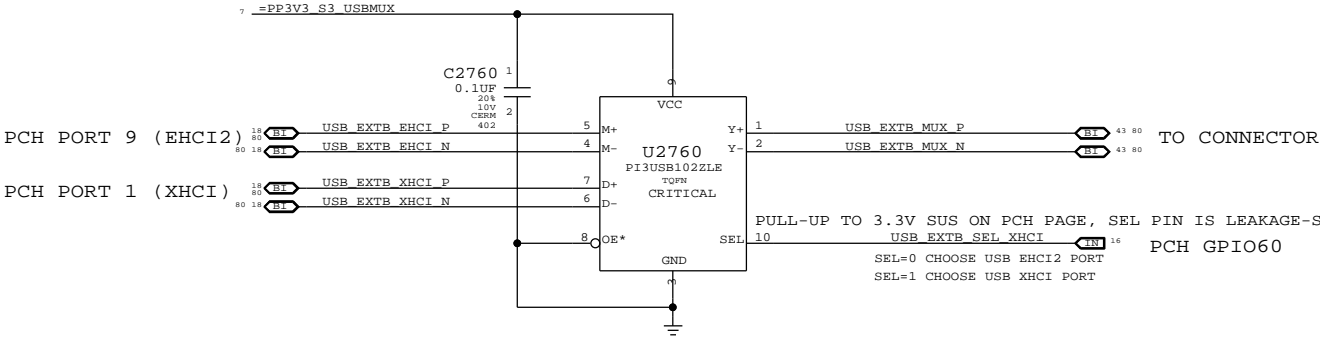 7 =PP3V3_S3_USBMUX
C2760 1
0.1UF
20%
10V
CERM
402
2
9
VCC
PCH PORT 9 (EHCI2) 18 80 BI USB_EXTB_EHCI_P 5 M+
80 18 BI USB_EXTB_EHCI_N 4 M-
PCH PORT 1 (XHCI) 18 80 BI USB_EXTB_XHCI_P 7 D+
80 18 BI USB_EXTB_XHCI_N 6 D-
8 OE*
U2760
PI3USB102ZLE
TQFN
CRITICAL
Y+ 1 USB_EXTB_MUX_P BI 43 80
Y- 2 USB_EXTB_MUX_N BI 43 80
TO CONNECTOR
PULL-UP TO 3.3V SUS ON PCH PAGE, SEL PIN IS LEAKAGE-S
SEL 10 USB_EXTB_SEL_XHCI IN 16 PCH GPIO60
SEL=0 CHOOSE USB EHCI2 PORT
SEL=1 CHOOSE USB XHCI PORT
GND
3